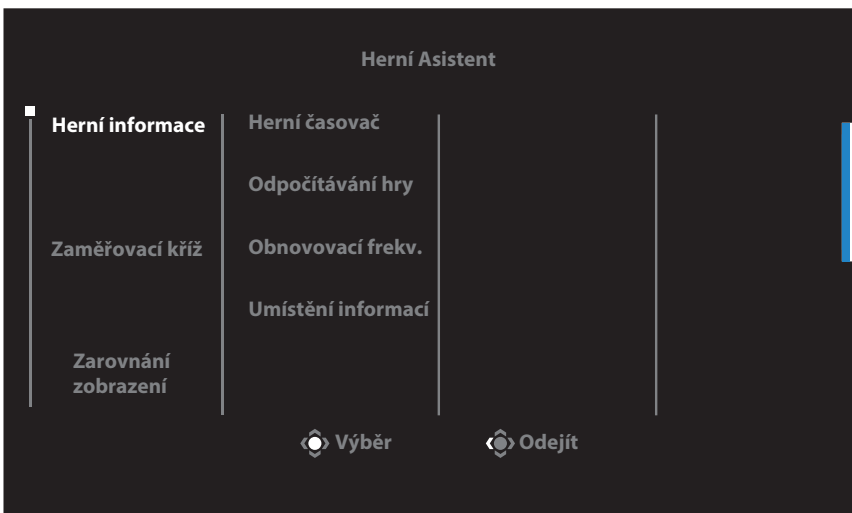 Herní Asistent
Herní informace
Zaměřovací kříž
Zarovnání
zobrazení
Herní časovač
Odpočítávání hry
Obnovovací frekv.
Umístění informací
Výběr
Odejít